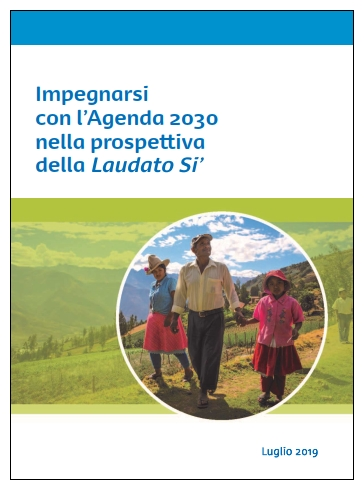 Impegnarsi
con l'Agenda 2030
nella prospettiva
della Laudato Si'
Luglio 2019